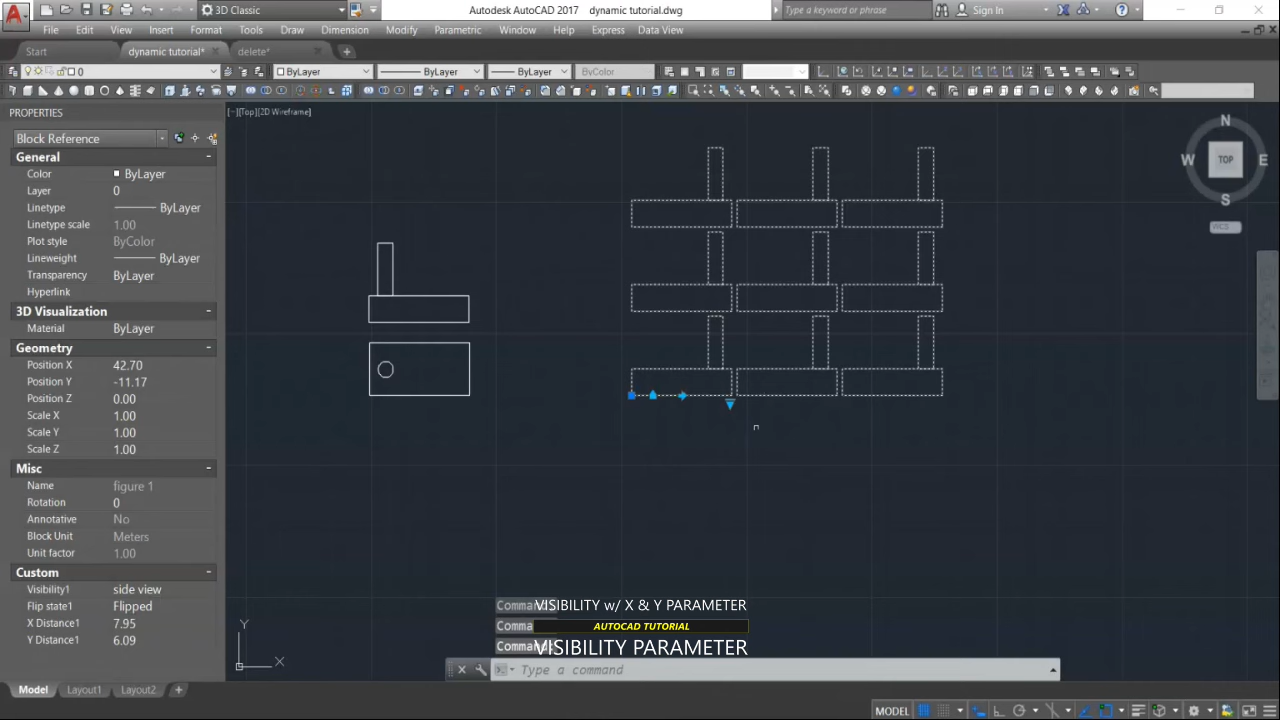 3D Classic
Autodesk AutoCAD 2017 dynamic tutorial.dwg
Type a keyword or phrase
Sign In
File Edit View Insert Format Tools Draw Dimension Modify Parametric Window Help Express Data View
Start dynamic tutorial* delete*
0 ByLayer ByLayer ByLayer ByColor
PROPERTIES
[−][Top][2D Wireframe]
Block Reference
General
Color ByLayer
Layer 0
Linetype ByLayer
Linetype scale 1.00
Plot style ByColor
Lineweight ByLayer
Transparency ByLayer
Hyperlink
3D Visualization
Material ByLayer
Geometry
Position X 42.70
Position Y -11.17
Position Z 0.00
Scale X 1.00
Scale Y 1.00
Scale Z 1.00
Misc
Name figure 1
Rotation 0
Annotative No
Block Unit Meters
Unit factor 1.00
Custom
Visibility1 side view
Flip state1 Flipped
X Distance1 7.95
Y Distance1 6.09
N
W TOP E
S
WCS
Y
X
VISIBILITY w/ X & Y PARAMETER
AUTOCAD TUTORIAL
VISIBILITY PARAMETER
Type a command
Model Layout1 Layout2
MODEL